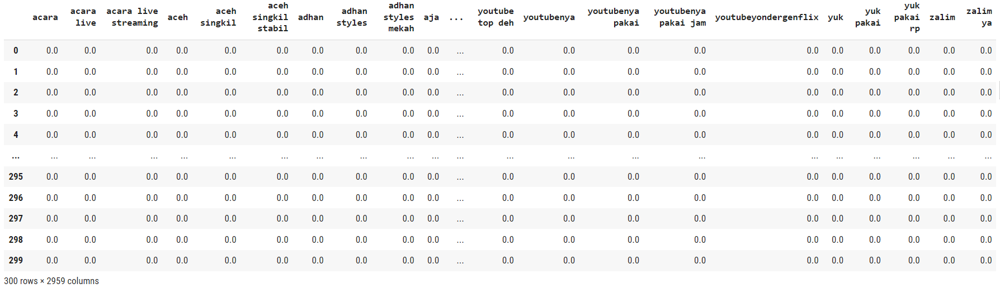 acara acara live acara live streaming aceh aceh singkil aceh singkil stabil adhan adhan styles adhan styles mekah aja ... youtube top deh youtubenya youtubenya pakai youtubenya pakai jam youtubeyondergenflix yuk yuk pakai yuk pakai rp zalim zalim ya
0 0.0 0.0 0.0 0.0 0.0 0.0 0.0 0.0 0.0 0.0 ... 0.0 0.0 0.0 0.0 0.0 0.0 0.0 0.0 0.0 0.0
1 0.0 0.0 0.0 0.0 0.0 0.0 0.0 0.0 0.0 0.0 ... 0.0 0.0 0.0 0.0 0.0 0.0 0.0 0.0 0.0 0.0
2 0.0 0.0 0.0 0.0 0.0 0.0 0.0 0.0 0.0 0.0 ... 0.0 0.0 0.0 0.0 0.0 0.0 0.0 0.0 0.0 0.0
3 0.0 0.0 0.0 0.0 0.0 0.0 0.0 0.0 0.0 0.0 ... 0.0 0.0 0.0 0.0 0.0 0.0 0.0 0.0 0.0 0.0
4 0.0 0.0 0.0 0.0 0.0 0.0 0.0 0.0 0.0 0.0 ... 0.0 0.0 0.0 0.0 0.0 0.0 0.0 0.0 0.0 0.0
... ... ... ... ... ... ... ... ... ... ... ... ... ... ... ... ... ... ... ... ... ...
295 0.0 0.0 0.0 0.0 0.0 0.0 0.0 0.0 0.0 0.0 ... 0.0 0.0 0.0 0.0 0.0 0.0 0.0 0.0 0.0 0.0
296 0.0 0.0 0.0 0.0 0.0 0.0 0.0 0.0 0.0 0.0 ... 0.0 0.0 0.0 0.0 0.0 0.0 0.0 0.0 0.0 0.0
297 0.0 0.0 0.0 0.0 0.0 0.0 0.0 0.0 0.0 0.0 ... 0.0 0.0 0.0 0.0 0.0 0.0 0.0 0.0 0.0 0.0
298 0.0 0.0 0.0 0.0 0.0 0.0 0.0 0.0 0.0 0.0 ... 0.0 0.0 0.0 0.0 0.0 0.0 0.0 0.0 0.0 0.0
299 0.0 0.0 0.0 0.0 0.0 0.0 0.0 0.0 0.0 0.0 ... 0.0 0.0 0.0 0.0 0.0 0.0 0.0 0.0 0.0 0.0
300 rows × 2959 columns